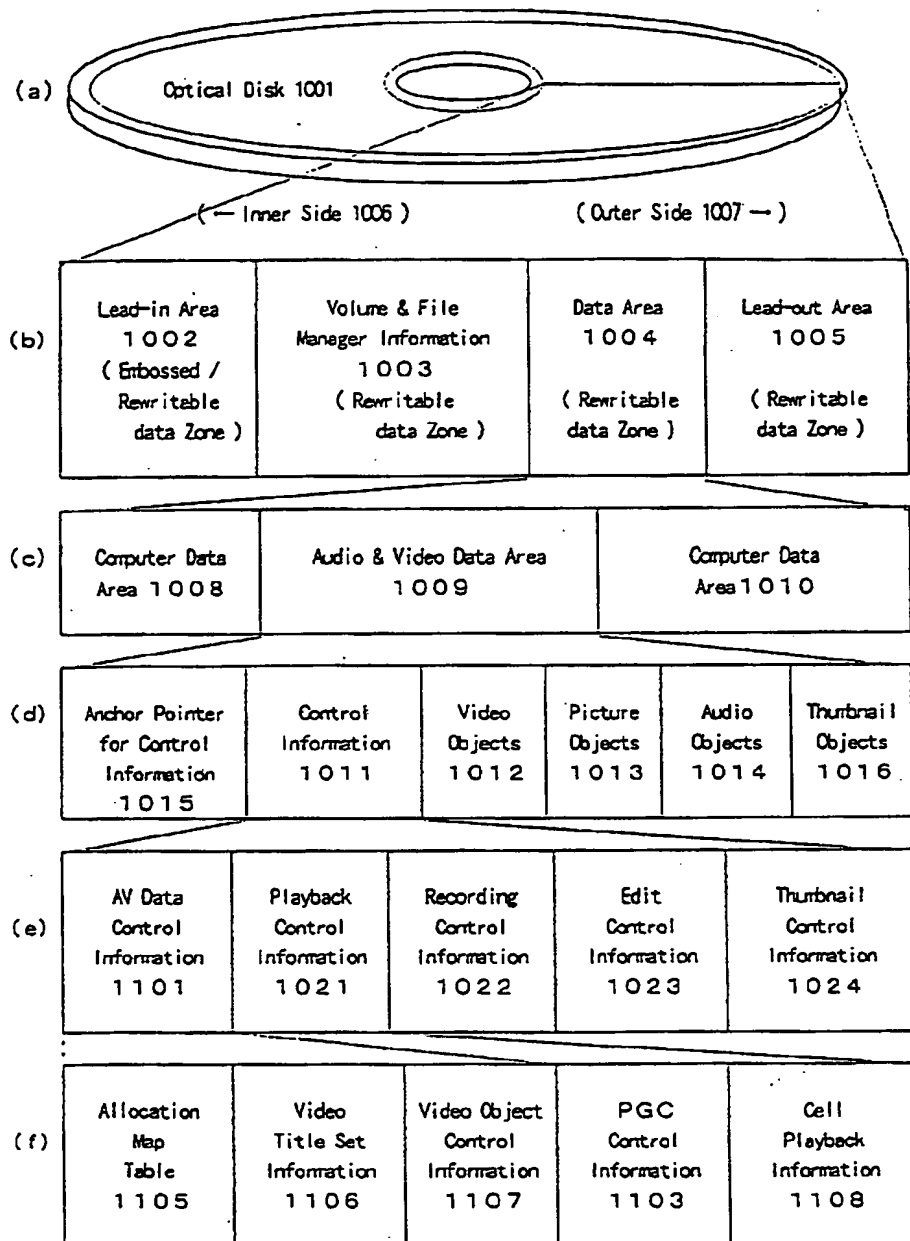 (a)
Optical Disk 1001
(← Inner Side 1006 )
( Outer Side 1007 → )
(b)
Lead-in Area
1002
( Embossed /
Rewritable
data Zone )
Volume & File
Manager Information
1003
( Rewritable
data Zone )
Data Area
1004
( Rewritable
data Zone )
Lead-out Area
1005
( Rewritable
data Zone )
(c)
Computer Data
Area 1008
Audio & Video Data Area
1009
Computer Data
Area 1010
(d)
Anchor Pointer
for Control
Information
1015
Control
Information
1011
Video
Objects
1012
Picture
Objects
1013
Audio
Objects
1014
Thumbnail
Objects
1016
(e)
AV Data
Control
Information
1101
Playback
Control
Information
1021
Recording
Control
Information
1022
Edit
Control
Information
1023
Thumbnail
Control
Information
1024
(f)
Allocation
Map
Table
1105
Video
Title Set
Information
1106
Video Object
Control
Information
1107
PGC
Control
Information
1103
Cell
Playback
Information
1108